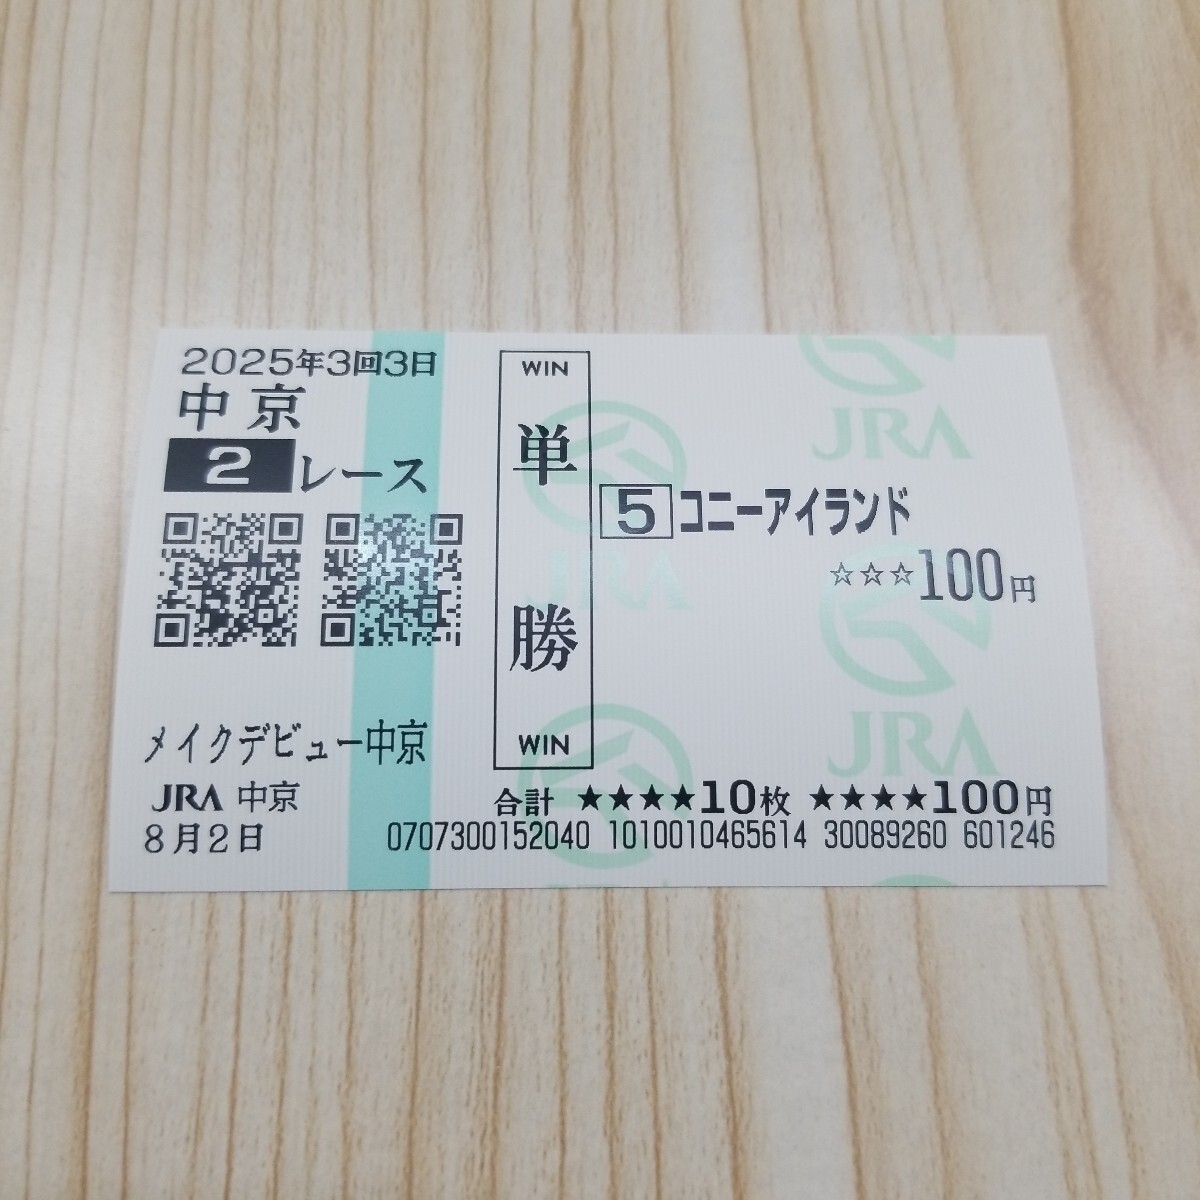 2025年3回3日
中京
2レース
メイクデビュー中京
JRA 中京
8月2日
WIN
単勝
WIN
5 コニーアイランド
☆☆☆100円
合計 ★★★★10枚 ★★★★100円
0707300152040 1010010465614 30089260 601246
JRA
JRA
JRA